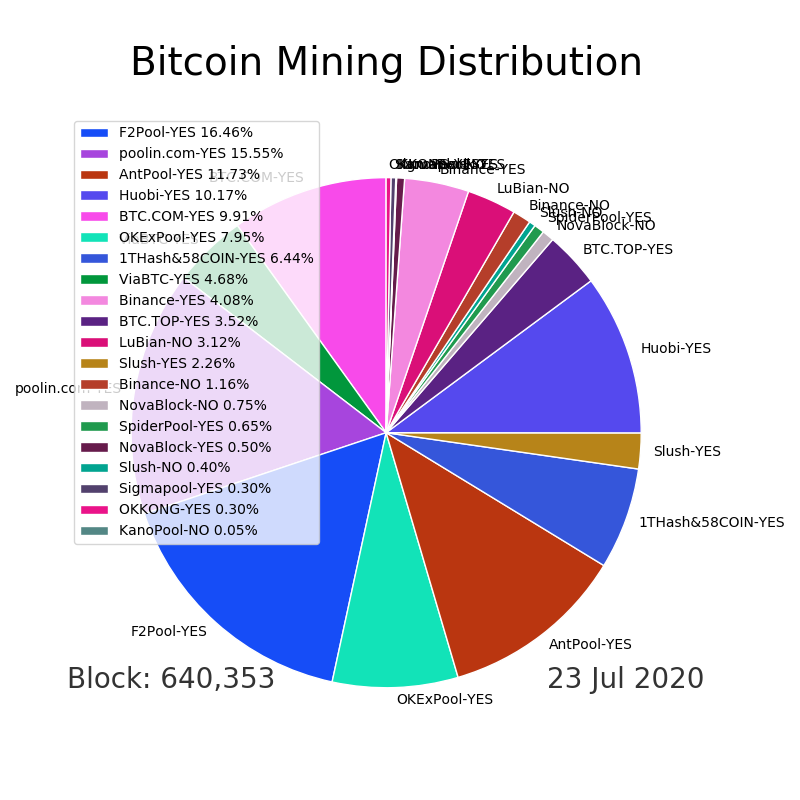 Bitcoin Mining Distribution
F2Pool-YES 16.46%
poolin.com-YES 15.55%
AntPool-YES 11.73%
Huobi-YES 10.17%
BTC.COM-YES 9.91%
OKExPool-YES 7.95%
1THash&58COIN-YES 6.44%
ViaBTC-YES 4.68%
Binance-YES 4.08%
BTC.TOP-YES 3.52%
LuBian-NO 3.12%
Slush-YES 2.26%
Binance-NO 1.16%
NovaBlock-NO 0.75%
SpiderPool-YES 0.65%
NovaBlock-YES 0.50%
Slush-NO 0.40%
Sigmapool-YES 0.30%
OKKONG-YES 0.30%
KanoPool-NO 0.05%
Binance-YES
LuBian-NO
Binance-NO
Slush-NO
SpiderPool-YES
NovaBlock-NO
BTC.TOP-YES
Huobi-YES
Slush-YES
1THash&58COIN-YES
AntPool-YES
OKExPool-YES
F2Pool-YES
poolin.com-YES
Block: 640,353
23 Jul 2020